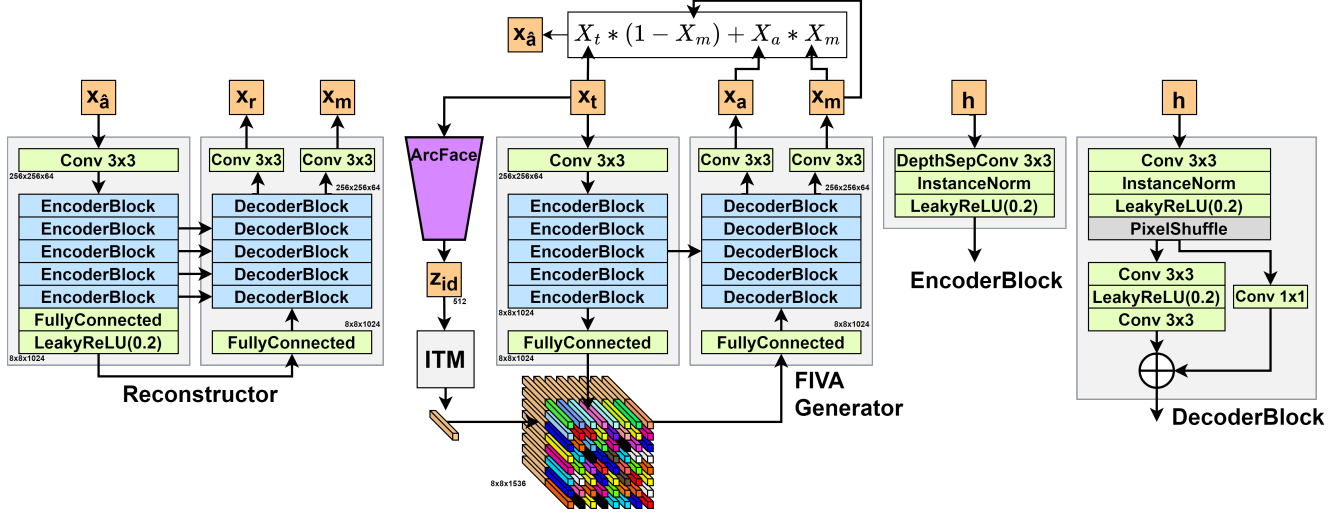 x_â
X_t ∗ (1 − X_m) + X_a ∗ X_m
x_â
x_r
x_m
x_t
x_a
x_m
h
h
Conv 3x3
256x256x64
EncoderBlock
EncoderBlock
EncoderBlock
EncoderBlock
EncoderBlock
FullyConnected
LeakyReLU(0.2)
8x8x1024
Conv 3x3
Conv 3x3
256x256x64
DecoderBlock
DecoderBlock
DecoderBlock
DecoderBlock
DecoderBlock
8x8x1024
FullyConnected
Reconstructor
ArcFace
z_id
512
ITM
Conv 3x3
256x256x64
EncoderBlock
EncoderBlock
EncoderBlock
EncoderBlock
EncoderBlock
8x8x1024
FullyConnected
8x8x1536
Conv 3x3
Conv 3x3
256x256x64
DecoderBlock
DecoderBlock
DecoderBlock
DecoderBlock
DecoderBlock
8x8x1024
FullyConnected
FIVA
Generator
DepthSepConv 3x3
InstanceNorm
LeakyReLU(0.2)
EncoderBlock
Conv 3x3
InstanceNorm
LeakyReLU(0.2)
PixelShuffle
Conv 3x3
LeakyReLU(0.2)
Conv 3x3
Conv 1x1
DecoderBlock